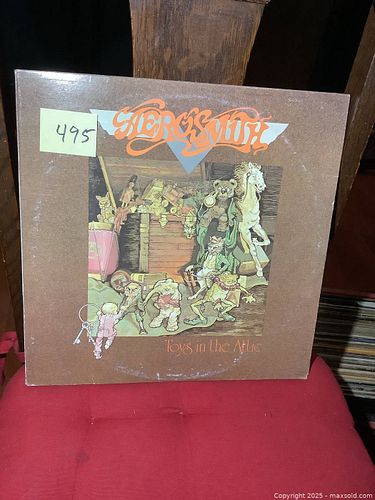 AEROSMITH
495
Toys in the Attic
Copyright 2025 - maxsold.com